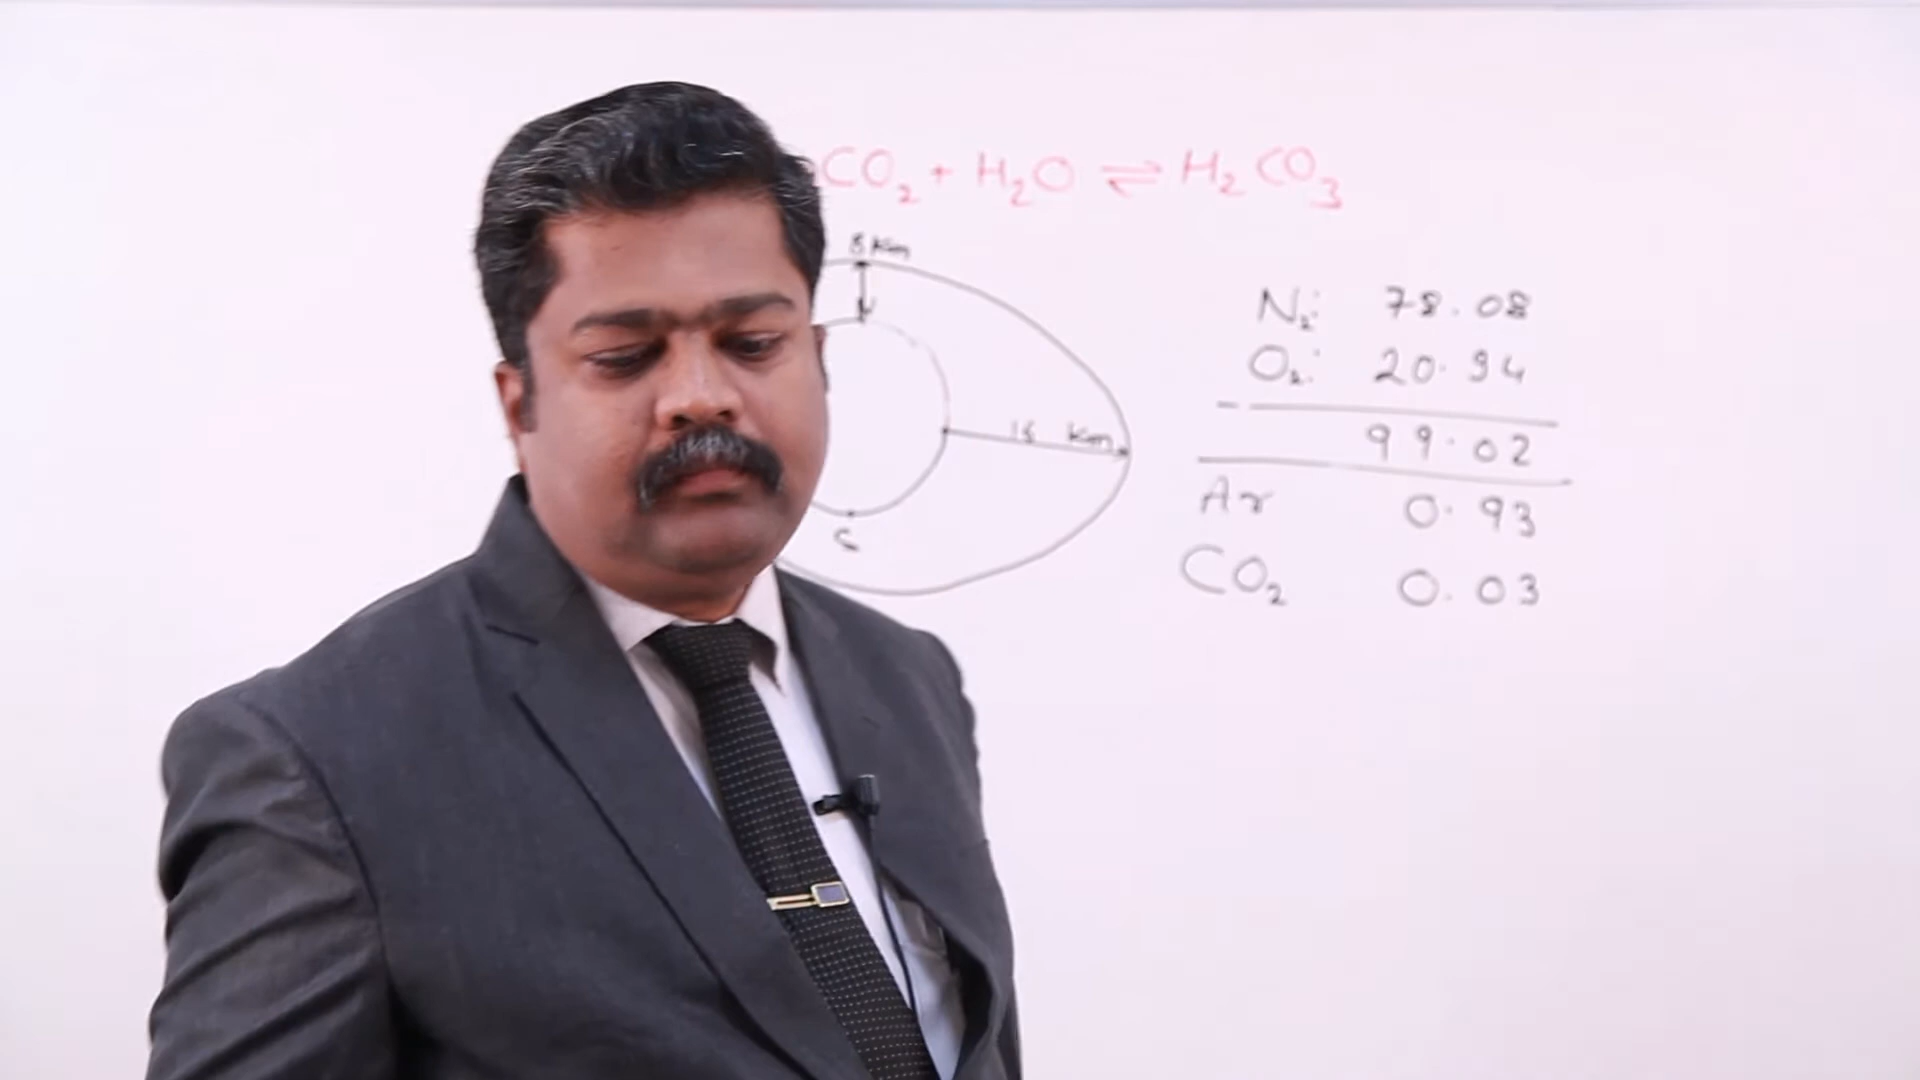 CO₂ + H₂O ⇌ H₂CO₃
8 Km
N₂: 78.08
O₂: 20.94
99.02
Km
Ar 0.93
S
CO₂ 0.03